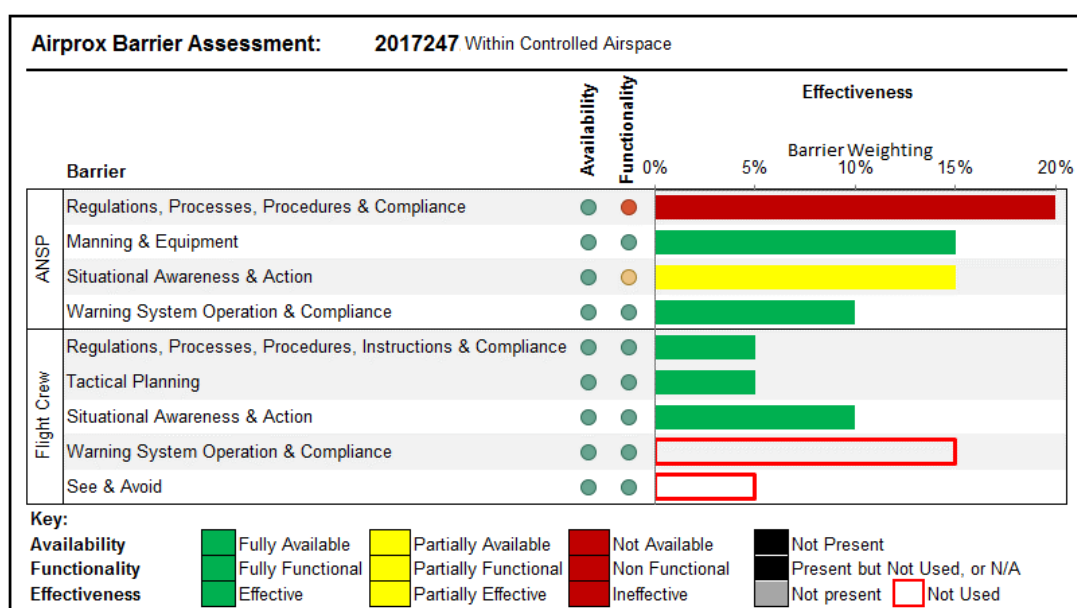 Airprox Barrier Assessment: 2017247 Within Controlled Airspace
Availability
Functionality
Effectiveness
Barrier Weighting
Barrier
0% 5% 10% 15% 20%
ANSP
Regulations, Processes, Procedures & Compliance
Manning & Equipment
Situational Awareness & Action
Warning System Operation & Compliance
Flight Crew
Regulations, Processes, Procedures, Instructions & Compliance
Tactical Planning
Situational Awareness & Action
Warning System Operation & Compliance
See & Avoid
Key:
Availability Fully Available Partially Available Not Available Not Present
Functionality Fully Functional Partially Functional Non Functional Present but Not Used, or N/A
Effectiveness Effective Partially Effective Ineffective Not present Not Used